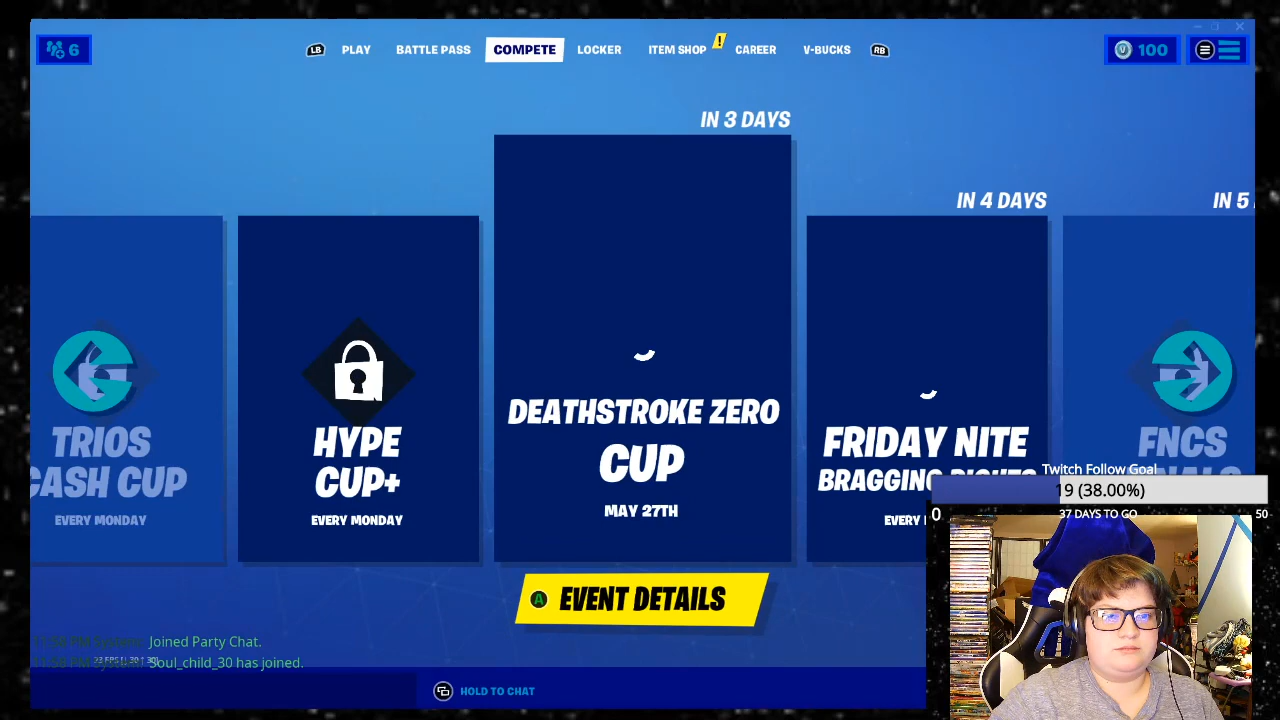 6
LB PLAY BATTLE PASS COMPETE LOCKER ITEM SHOP ! CAREER V-BUCKS RB
100
IN 3 DAYS
IN 4 DAYS
IN 5
TRIOS
CASH CUP
EVERY MONDAY
HYPE
CUP+
EVERY MONDAY
DEATHSTROKE ZERO
CUP
MAY 27TH
FRIDAY NITE
BRAGGING RIGHTS
EVERY
FNCS
Twitch Follow Goal
19 (38.00%)
0 37 DAYS TO GO 50
A EVENT DETAILS
Joined Party Chat.
Soul_child_30 has joined.
HOLD TO CHAT